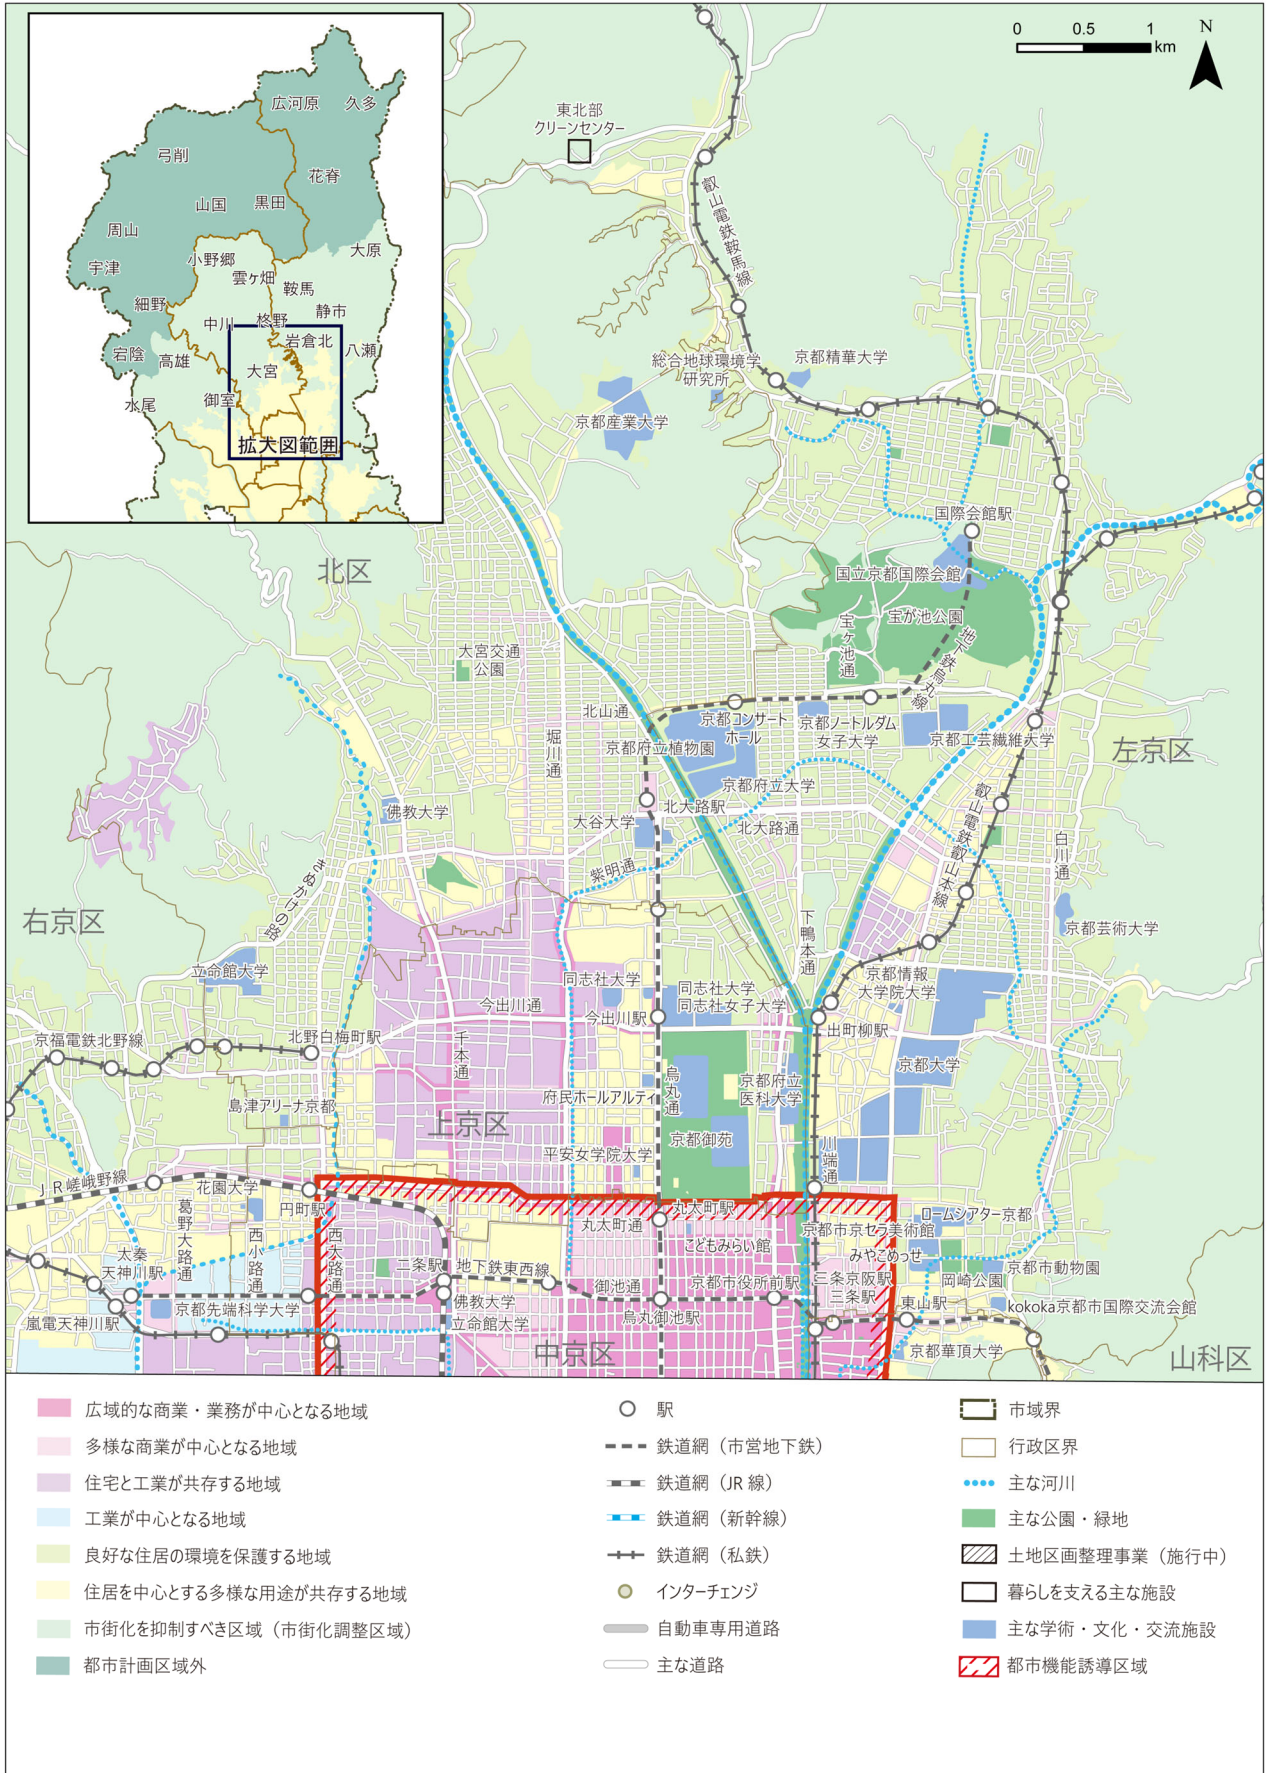 0 0.5 1
km
N
広河原
久多
弓削
花脊
山国
黒田
周山
大原
小野郷
宇津
雲ヶ畑
鞍馬
細野
静市
中川
柊野
岩倉北
宕陰
高雄
八瀬
大宮
御室
水尾
拡大図範囲
東北部
クリーンセンター
叡山電鉄鞍馬線
総合地球環境学
研究所
京都精華大学
京都産業大学
国際会館駅
国立京都国際会館
宝が池公園
宝ヶ池通
地下鉄烏丸線
北区
大宮交通
公園
北山通
堀川通
京都コンサート
ホール
京都ノートルダム
女子大学
京都府立植物園
京都工芸繊維大学
左京区
京都府立大学
北大路駅
北大路通
佛教大学
大谷大学
紫明通
叡山電鉄叡山本線
白川通
きぬかけの路
右京区
立命館大学
下鴨本通
京都芸術大学
京都情報
大学院大学
同志社大学
同志社大学
同志社女子大学
今出川通
今出川駅
出町柳駅
京福電鉄北野線
北野白梅町駅
千本通
京都大学
島津アリーナ京都
府民ホールアルティ
烏丸通
京都府立
医科大学
上京区
京都御苑
平安女学院大学
川端通
JR嵯峨野線
花園大学
円町駅
丸太町駅
丸太町通
ロームシアター京都
京都市京セラ美術館
みやこめっせ
こどもみらい館
葛野大路通
西小路通
西大路通
太秦
天神川駅
二条駅
地下鉄東西線
御池通
京都市役所前駅
三条京阪駅
三条駅
岡崎公園
京都市動物園
京都先端科学大学
佛教大学
立命館大学
烏丸御池駅
東山駅
kokoka京都市国際交流会館
嵐電天神川駅
中京区
京都華頂大学
山科区
広域的な商業・業務が中心となる地域
多様な商業が中心となる地域
住宅と工業が共存する地域
工業が中心となる地域
良好な住居の環境を保護する地域
住居を中心とする多様な用途が共存する地域
市街化を抑制すべき区域（市街化調整区域）
都市計画区域外
駅
鉄道網（市営地下鉄）
鉄道網（JR線）
鉄道網（新幹線）
鉄道網（私鉄）
インターチェンジ
自動車専用道路
主な道路
市域界
行政区界
主な河川
主な公園・緑地
土地区画整理事業（施行中）
暮らしを支える主な施設
主な学術・文化・交流施設
都市機能誘導区域